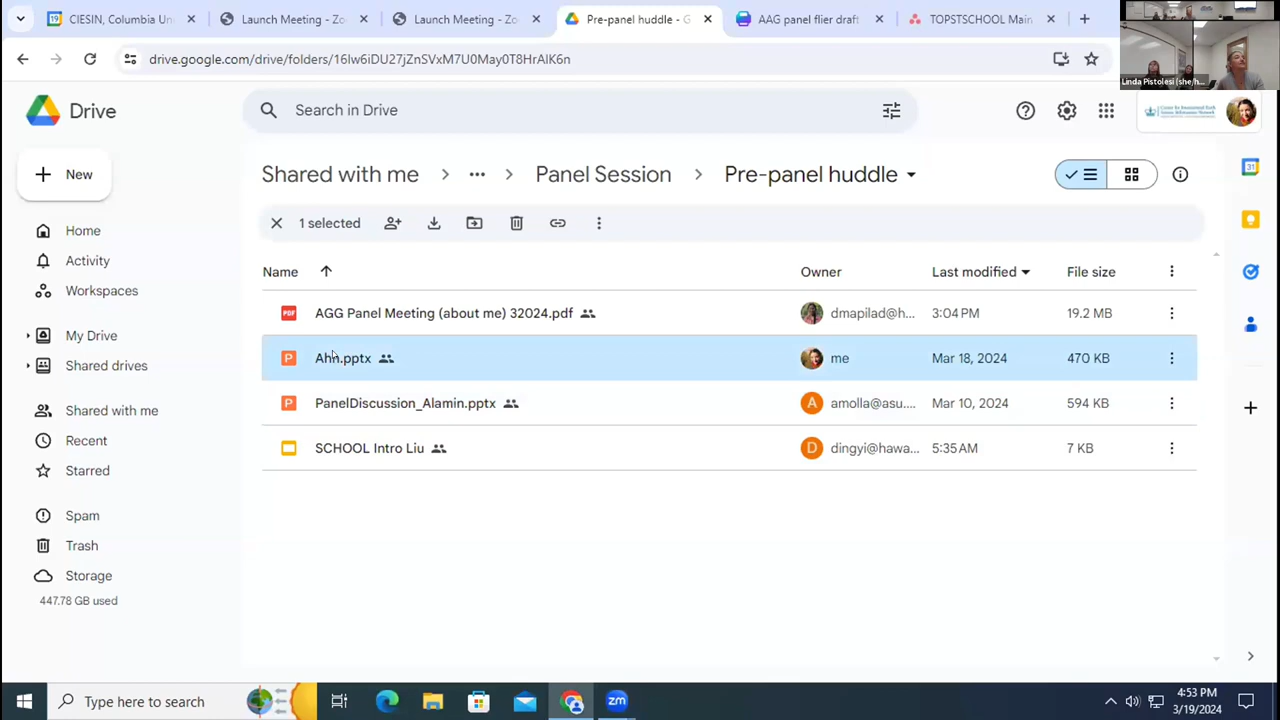 CIESIN, Columbia Un
Launch Meeting - Zo
Launch Meeting - Zo
Pre-panel huddle - G
AAG panel flier draft
TOPSTSCHOOL Main
drive.google.com/drive/folders/16lw6iDU27jZnSVxM7U0May0T8HrAIK6n
Linda Pistolesi (she/h
Drive
Search in Drive
New
Shared with me > ... > Panel Session > Pre-panel huddle
1 selected
Home
Activity
Workspaces
My Drive
Shared drives
Shared with me
Recent
Starred
Spam
Trash
Storage
447.78 GB used
Name Owner Last modified File size
AGG Panel Meeting (about me) 32024.pdf dmapilad@h... 3:04 PM 19.2 MB
Ahn.pptx me Mar 18, 2024 470 KB
PanelDiscussion_Alamin.pptx amolla@asu.... Mar 10, 2024 594 KB
SCHOOL Intro Liu dingyi@hawa... 5:35 AM 7 KB
Type here to search
4:53 PM
3/19/2024